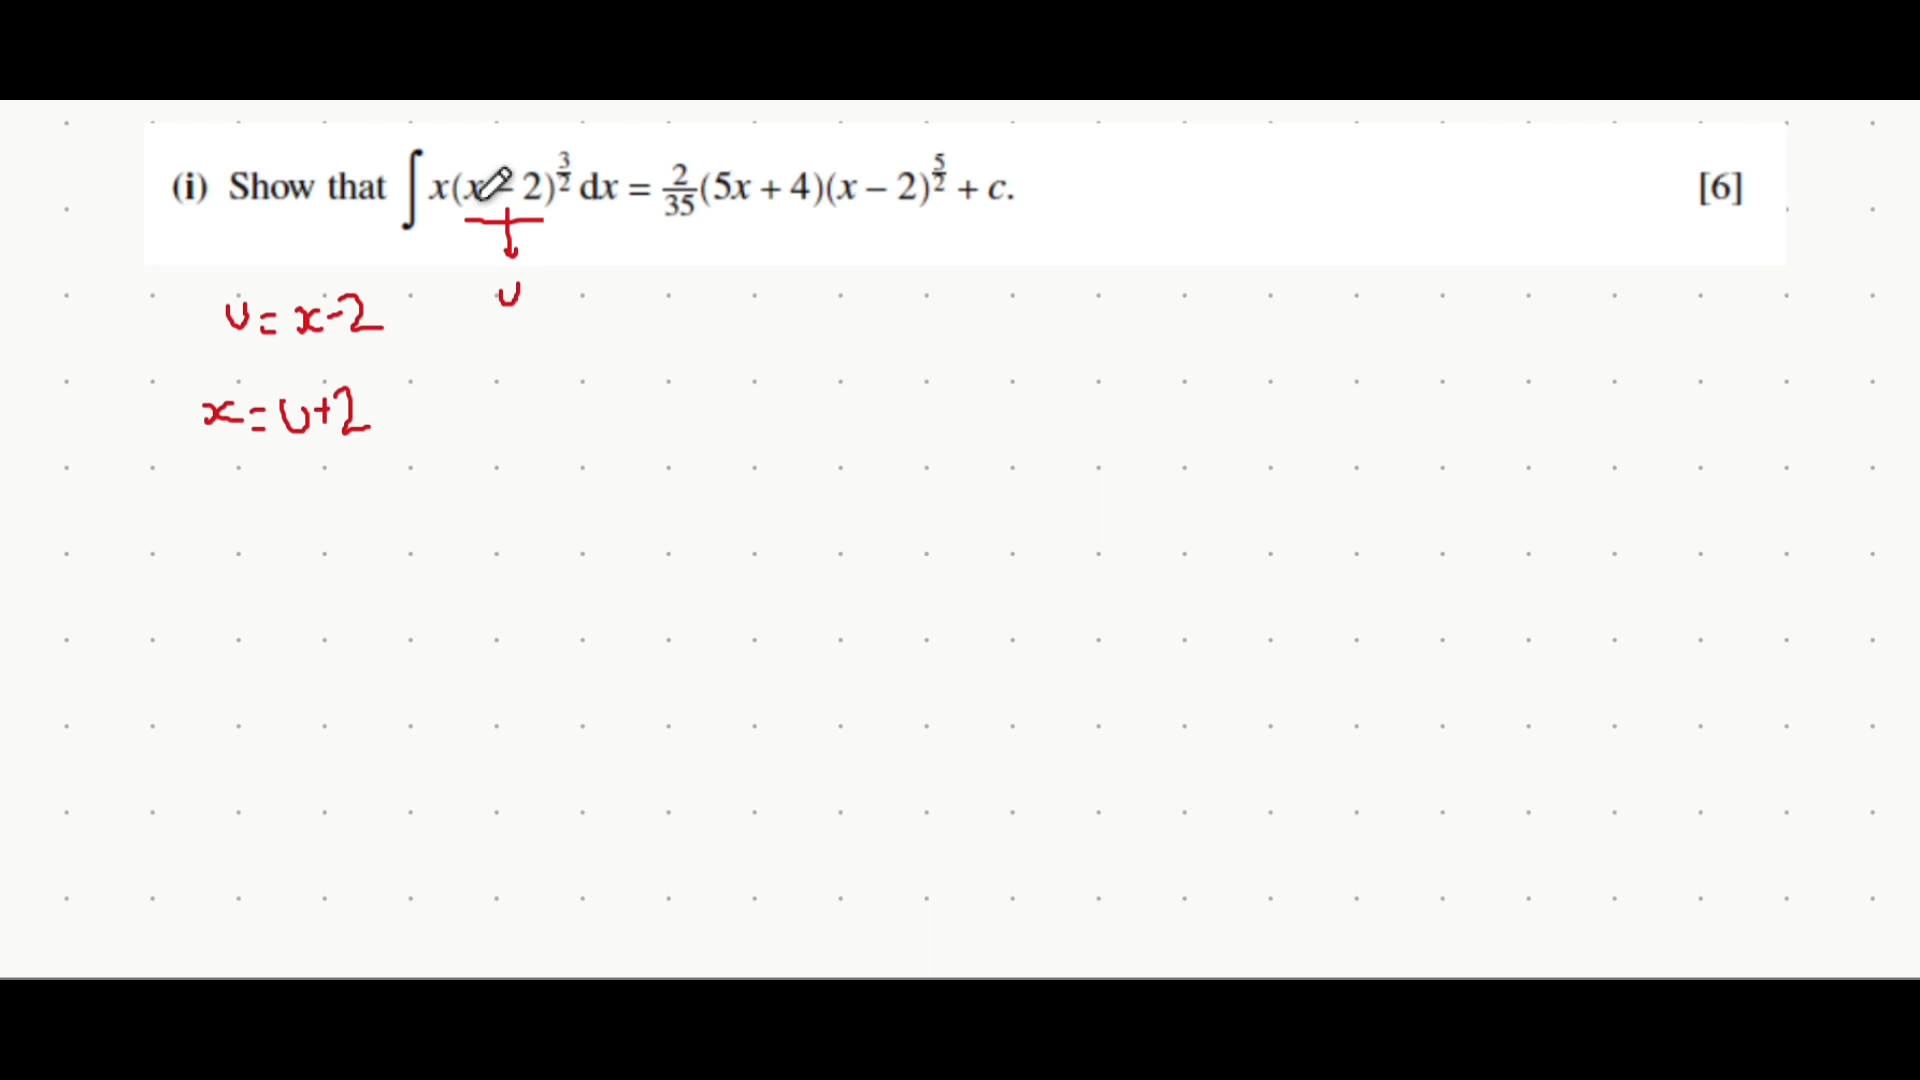 (i) Show that ∫ x(x – 2)^{3/2} dx = 2/35 (5x + 4)(x – 2)^{5/2} + c. [6]
u
u = x-2
x = u+2